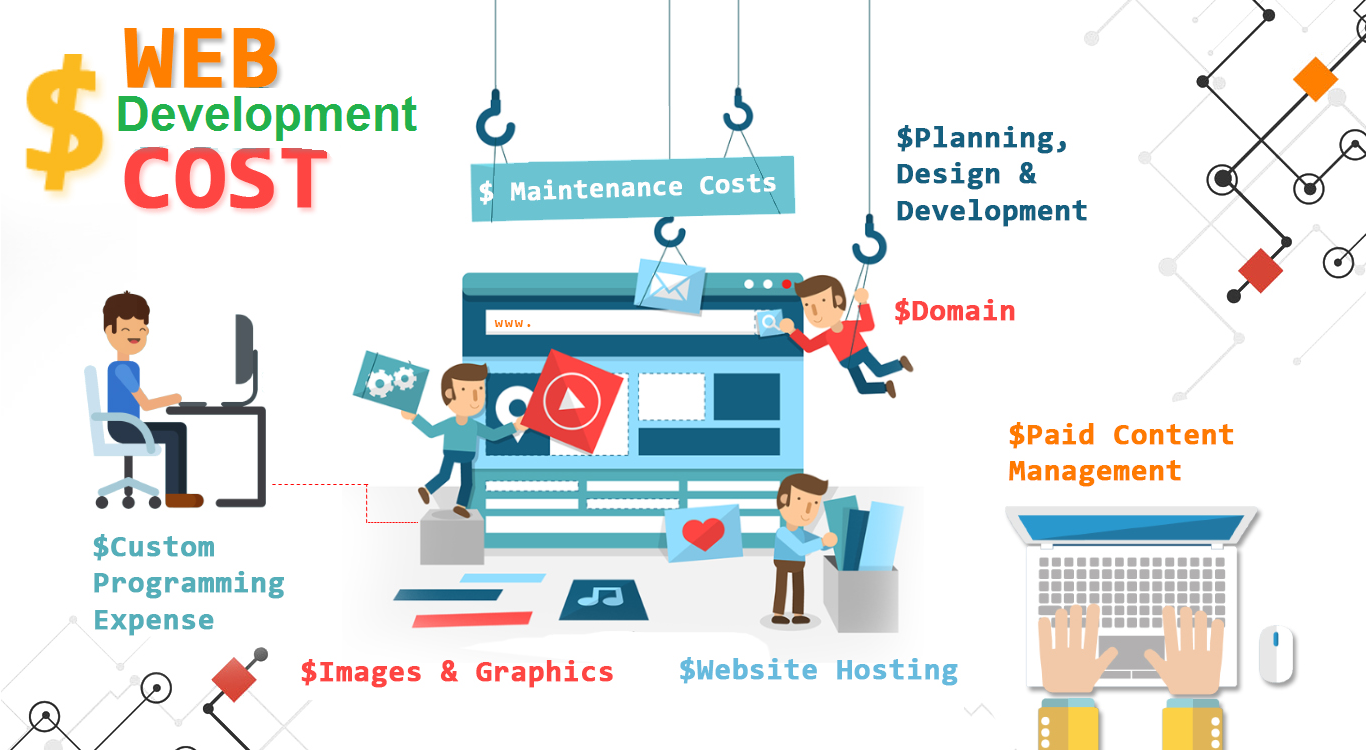 $ WEB
Development
COST
$ Maintenance Costs
$Planning,
Design &
Development
www.
$Domain
$Paid Content
Management
$Custom
Programming
Expense
$Images & Graphics
$Website Hosting